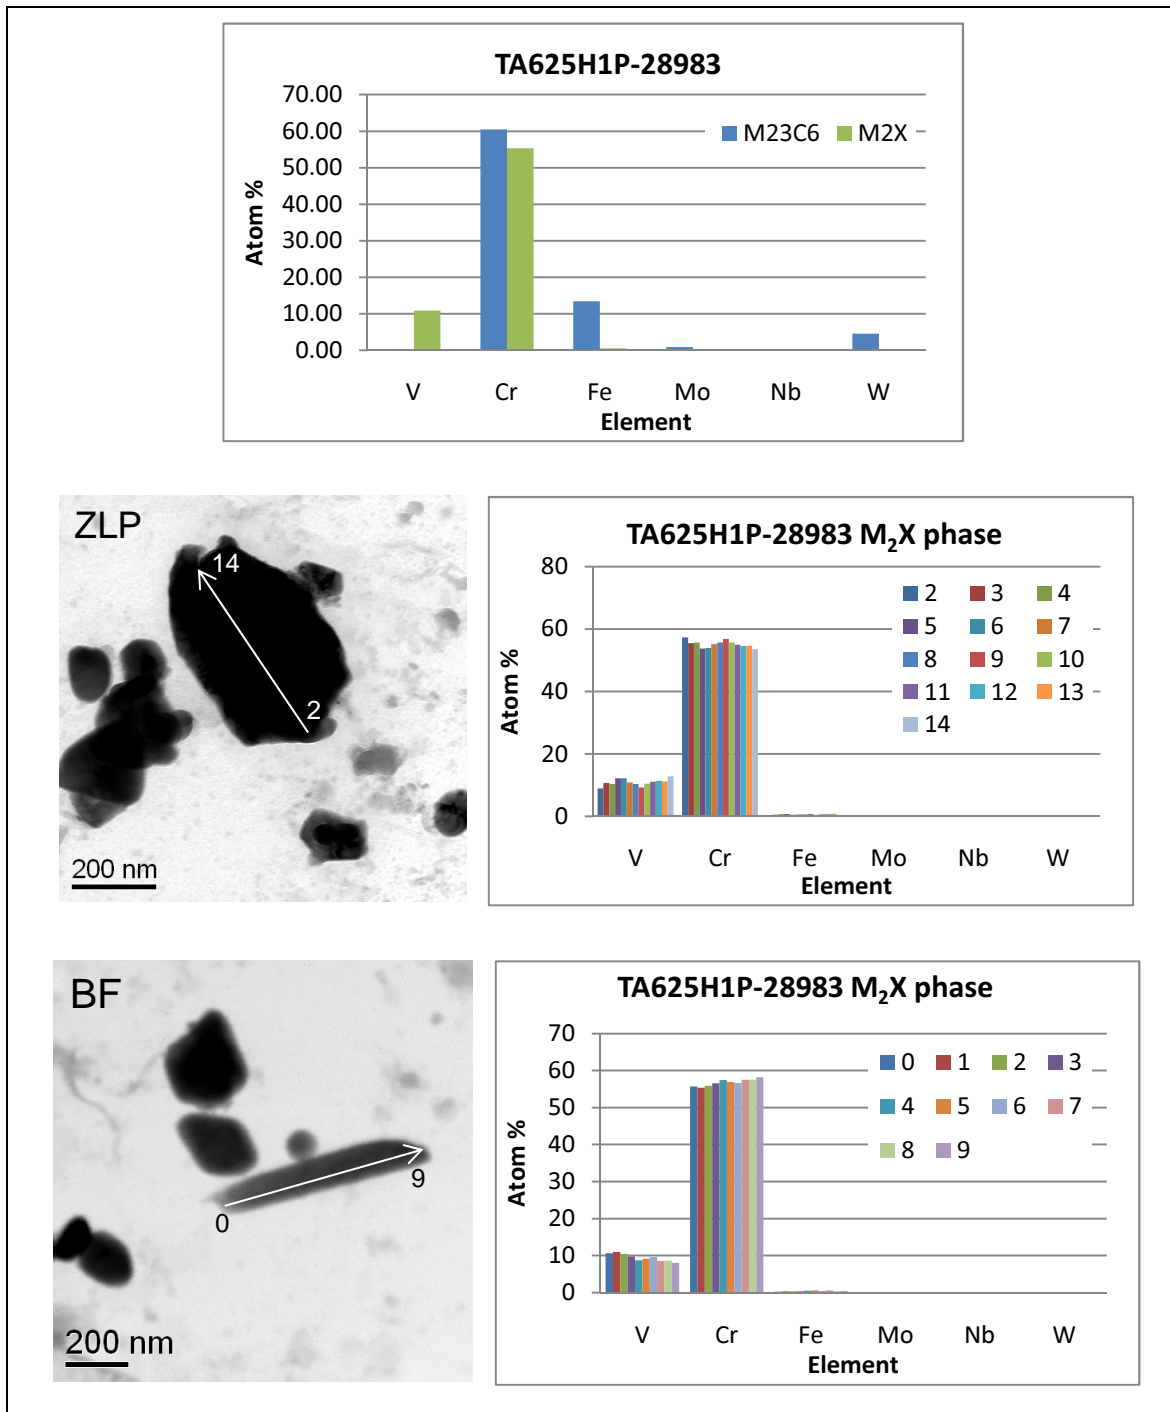 TA625H1P-28983
70.00
60.00
50.00
40.00
30.00
20.00
10.00
0.00
Atom %
M23C6 M2X
V Cr Fe Mo Nb W
Element
ZLP
14
2
200 nm
TA625H1P-28983 M₂X phase
80
60
40
20
0
Atom %
2 3 4
5 6 7
8 9 10
11 12 13
14
V Cr Fe Mo Nb W
Element
BF
9
0
200 nm
TA625H1P-28983 M₂X phase
70
60
50
40
30
20
10
0
Atom %
0 1 2 3
4 5 6 7
8 9
V Cr Fe Mo Nb W
Element